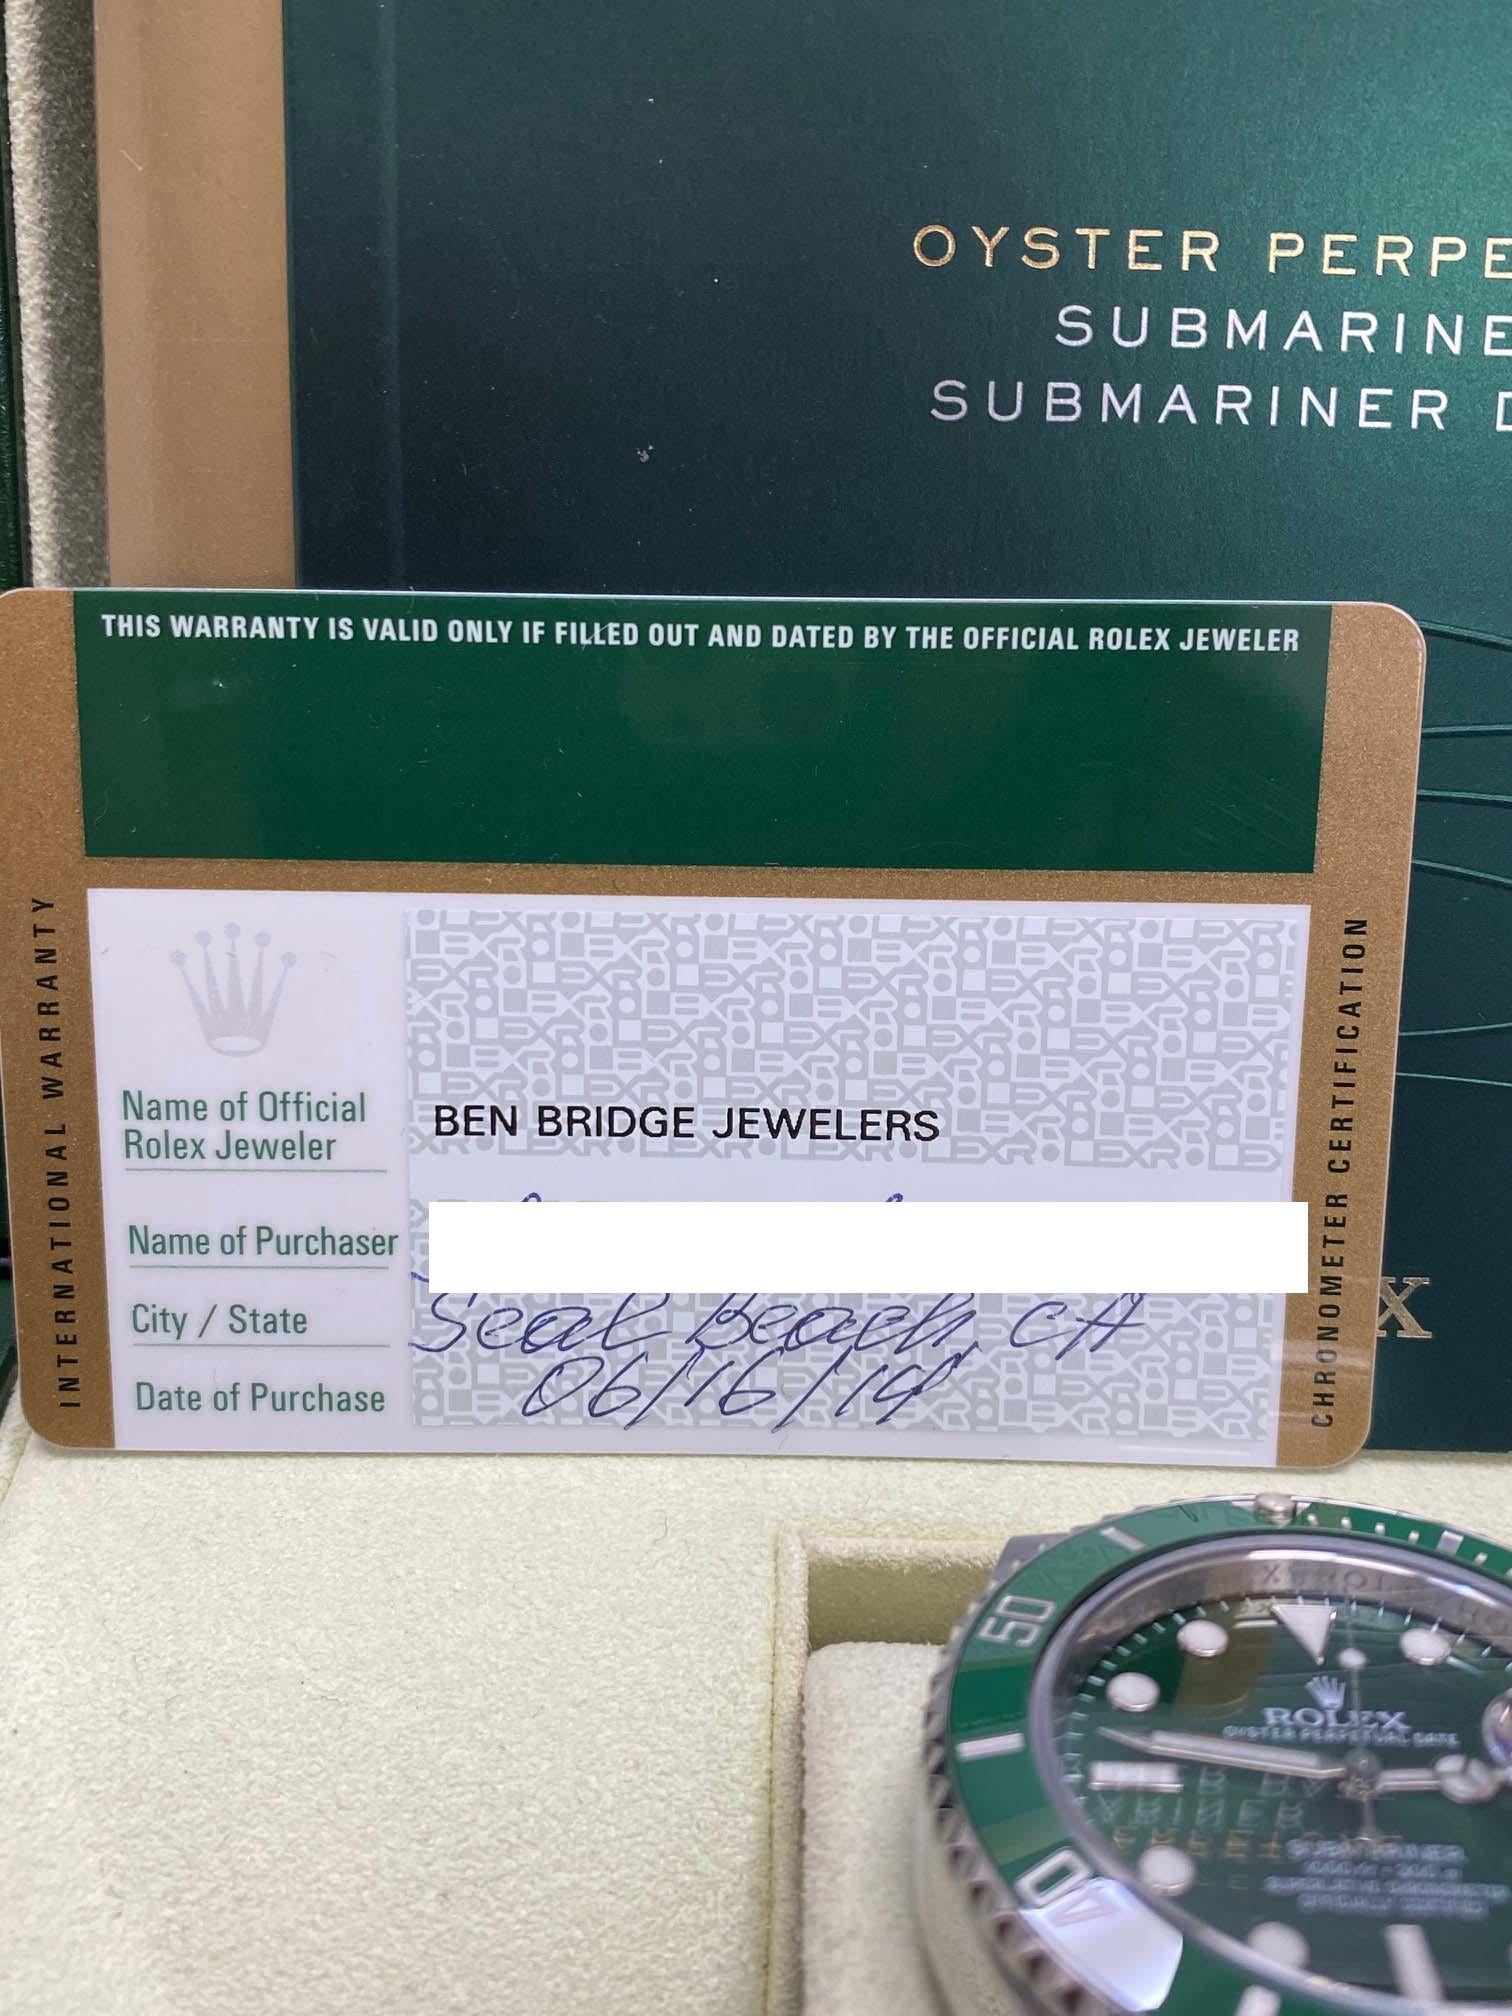 OYSTER PERPE
SUBMARINE
SUBMARINER D
THIS WARRANTY IS VALID ONLY IF FILLED OUT AND DATED BY THE OFFICIAL ROLEX JEWELER
INTERNATIONAL WARRANTY
Name of Official
Rolex Jeweler
BEN BRIDGE JEWELERS
Name of Purchaser
City / State
Seal Beach, CA
Date of Purchase
06/16/14
CHRONOMETER CERTIFICATION
X
50
40
ROLEX
OYSTER PERPETUAL DATE
SUBMARINER